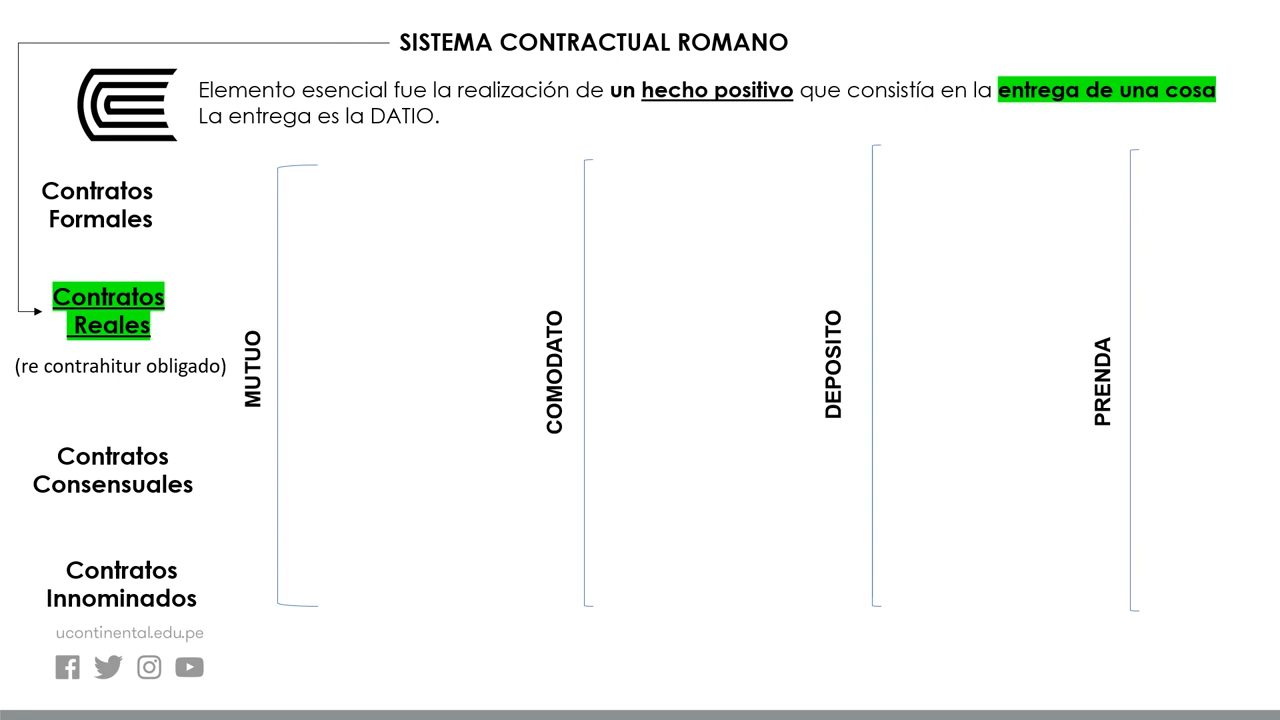 SISTEMA CONTRACTUAL ROMANO
Elemento esencial fue la realización de un hecho positivo que consistía en la entrega de una cosa
La entrega es la DATIO.
Contratos
Formales
Contratos
Reales
(re contrahitur obligado)
Contratos
Consensuales
Contratos
Innominados
MUTUO
COMODATO
DEPOSITO
PRENDA
ucontinental.edu.pe